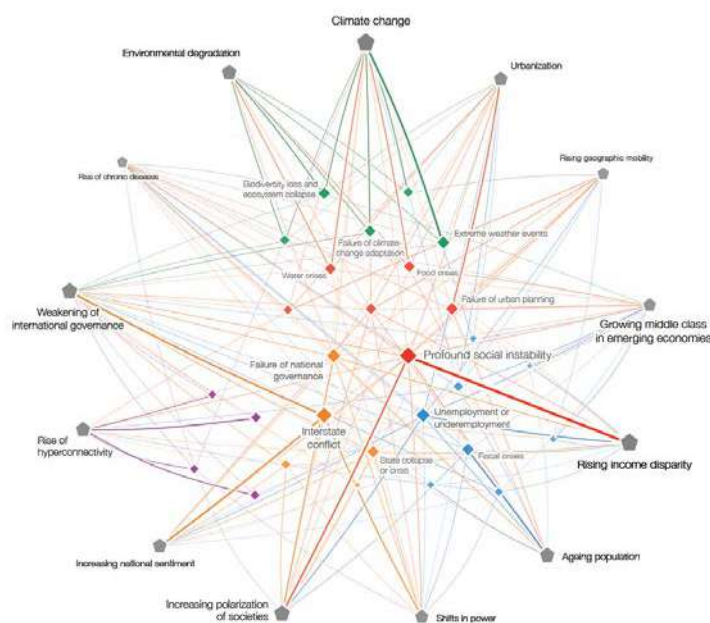 Climate change
Environmental degradation
Urbanization
Rise of chronic diseases
Rising geographic mobility
Biodiversity loss and
ecosystem collapse
Failure of climate
change adaptation
Extreme weather events
Water crises
Food crises
Weakening of
international governance
Failure of urban planning
Growing middle class
in emerging economies
Failure of national
governance
Profound social instability
Rise of
hyperconnectivity
Interstate
conflict
Unemployment or
underemployment
State collapse
or crisis
Fiscal crises
Rising income disparity
Increasing national sentiment
Ageing population
Increasing polarization
of societies
Shifts in power